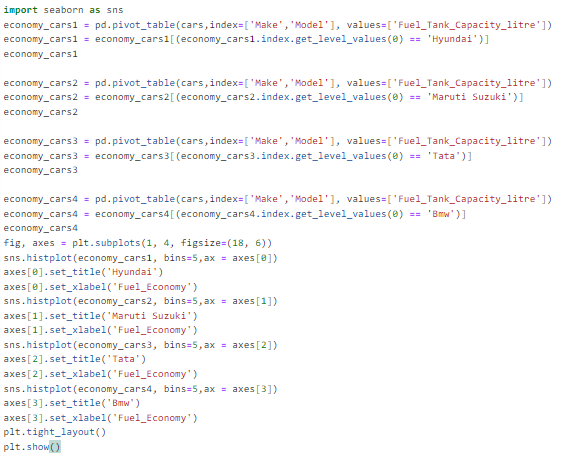 import seaborn as sns
economy_cars1 = pd.pivot_table(cars,index=['Make','Model'], values=['Fuel_Tank_Capacity_litre'])
economy_cars1 = economy_cars1[(economy_cars1.index.get_level_values(0) == 'Hyundai')]
economy_cars1

economy_cars2 = pd.pivot_table(cars,index=['Make','Model'], values=['Fuel_Tank_Capacity_litre'])
economy_cars2 = economy_cars2[(economy_cars2.index.get_level_values(0) == 'Maruti Suzuki')]
economy_cars2

economy_cars3 = pd.pivot_table(cars,index=['Make','Model'], values=['Fuel_Tank_Capacity_litre'])
economy_cars3 = economy_cars3[(economy_cars3.index.get_level_values(0) == 'Tata')]
economy_cars3

economy_cars4 = pd.pivot_table(cars,index=['Make','Model'], values=['Fuel_Tank_Capacity_litre'])
economy_cars4 = economy_cars4[(economy_cars4.index.get_level_values(0) == 'Bmw')]
economy_cars4
fig, axes = plt.subplots(1, 4, figsize=(18, 6))
sns.histplot(economy_cars1, bins=5,ax = axes[0])
axes[0].set_title('Hyundai')
axes[0].set_xlabel('Fuel_Economy')
sns.histplot(economy_cars2, bins=5,ax = axes[1])
axes[1].set_title('Maruti Suzuki')
axes[1].set_xlabel('Fuel_Economy')
sns.histplot(economy_cars3, bins=5,ax = axes[2])
axes[2].set_title('Tata')
axes[2].set_xlabel('Fuel_Economy')
sns.histplot(economy_cars4, bins=5,ax = axes[3])
axes[3].set_title('Bmw')
axes[3].set_xlabel('Fuel_Economy')
plt.tight_layout()
plt.show()